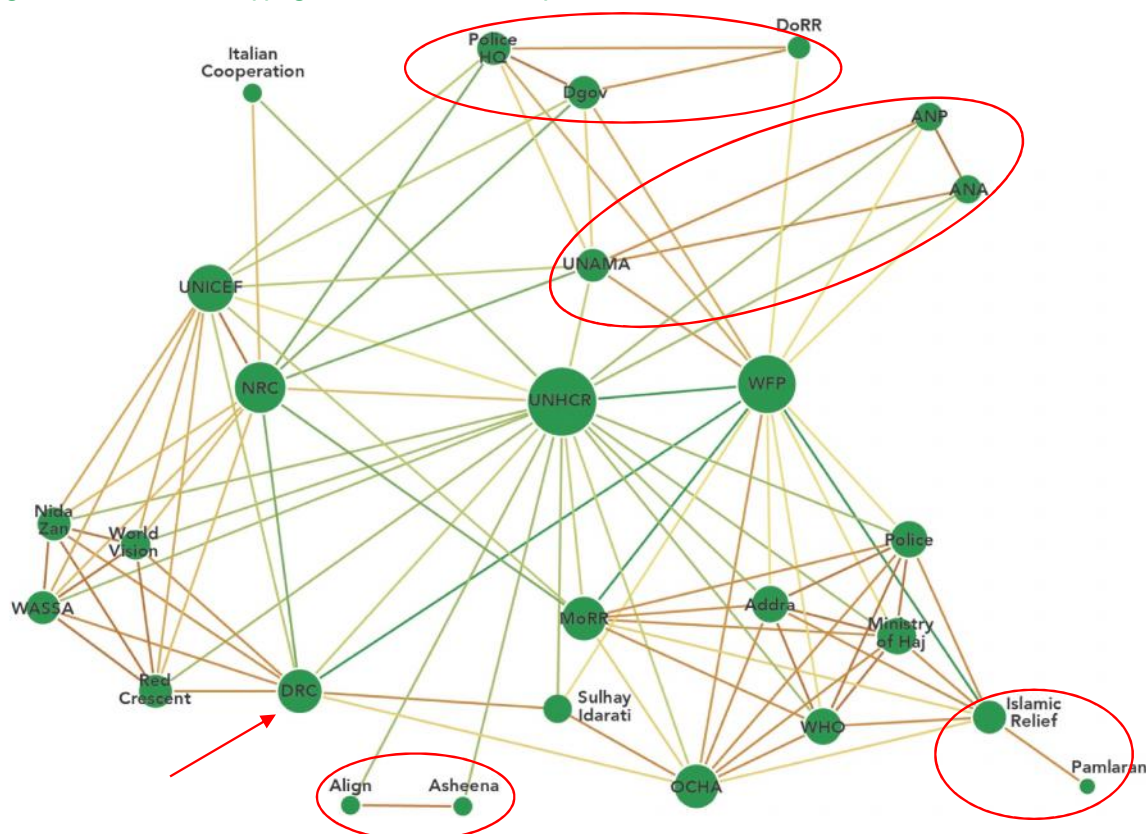 DoRR
Police
HQ
Italian
Cooperation
Dgov
ANP
ANA
UNAMA
UNICEF
WFP
NRC
UNHCR
Nida
Zan
World
Vision
Police
WASSA
Addra
MoRR
Ministry
of Haj
Red
Crescent
DRC
Sulhay
Idarati
Islamic
Relief
WHO
Pamlaran
Align
Asheena
OCHA